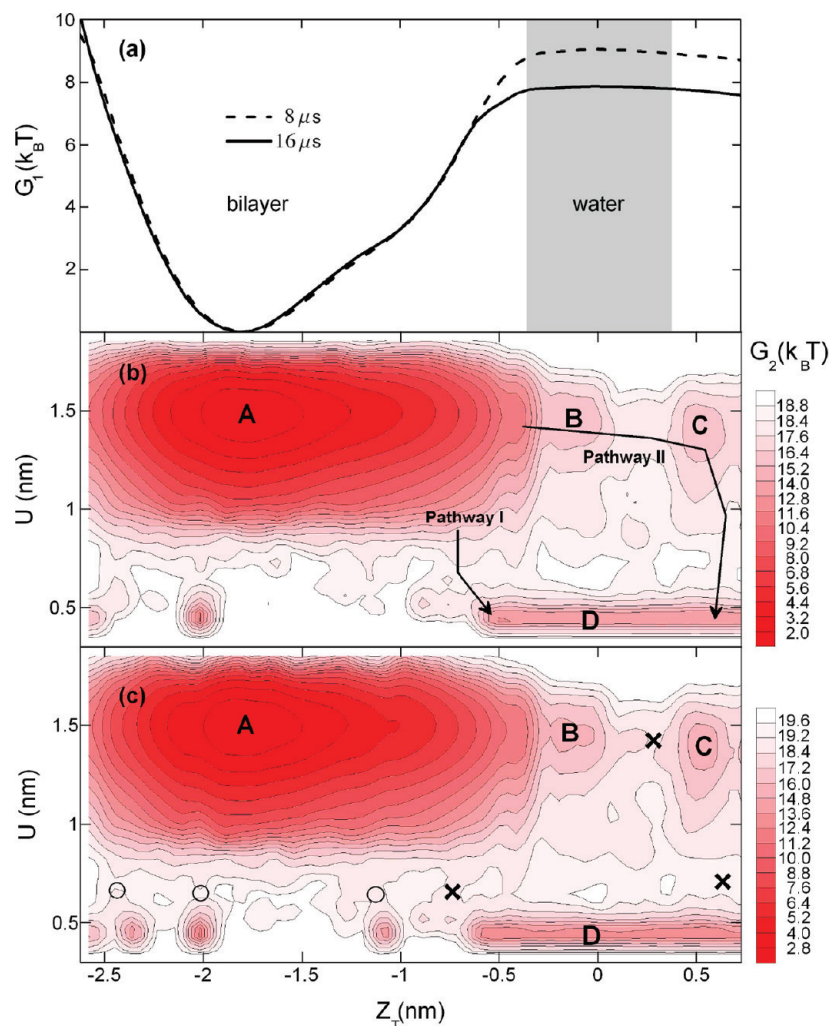 (a)
10
8
6
4
2
G₁(k_BT)
8 μs
16 μs
bilayer
water
(b)
A
B
C
Pathway II
Pathway I
D
1.5
1
0.5
U (nm)
G₂(k_BT)
18.8
17.6
16.4
15.2
14.0
12.8
11.6
10.4
9.2
8.0
6.8
5.6
4.4
3.2
2.0
(c)
A
B
C
D
1.5
1
0.5
U (nm)
19.6
19.2
18.4
17.2
16.0
14.8
13.6
12.4
11.2
10.0
8.8
7.6
6.4
5.2
4.0
2.8
-2.5 -2 -1.5 -1 -0.5 0 0.5
Z_T(nm)